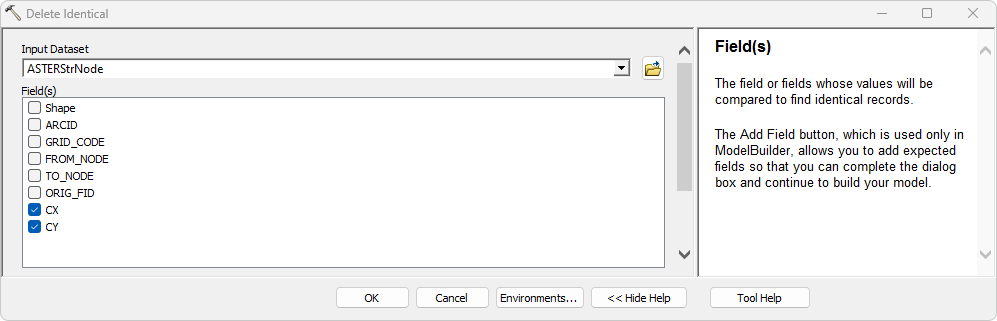 Delete Identical
Input Dataset
ASTERStrNode
Field(s)
Shape
ARCID
GRID_CODE
FROM_NODE
TO_NODE
ORIG_FID
CX
CY
OK
Cancel
Environments...
<< Hide Help
Field(s)
The field or fields whose values will be
compared to find identical records.
The Add Field button, which is used only in
ModelBuilder, allows you to add expected
fields so that you can complete the dialog
box and continue to build your model.
Tool Help